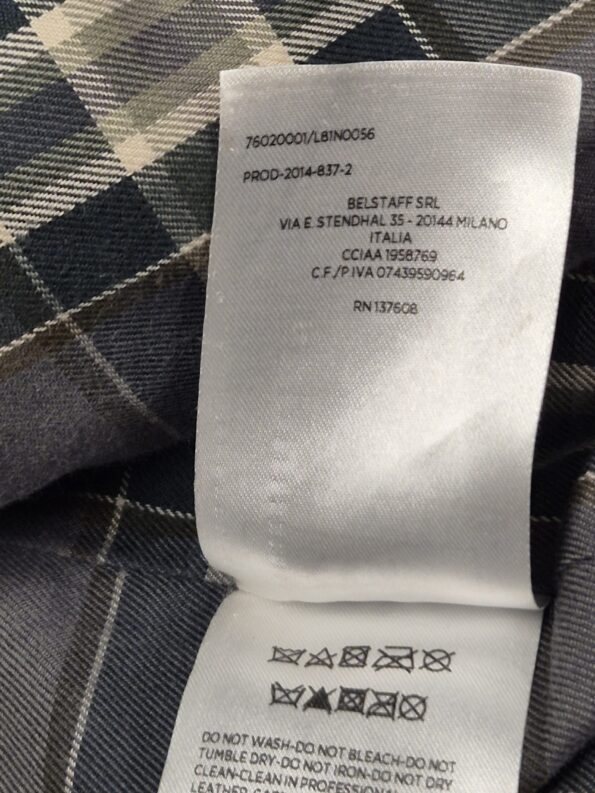 76020001/L81N0056
PROD-2014-837-2
BELSTAFF SRL
VIA E. STENDHAL 35 - 20144 MILANO
ITALIA
CCIAA 1958769
C.F./P.IVA 07439590964
RN 137608
DO NOT WASH-DO NOT BLEACH-DO NOT
TUMBLE DRY-DO NOT IRON-DO NOT DRY
CLEAN-CLEAN IN PROFESSIONAL
LEATHER